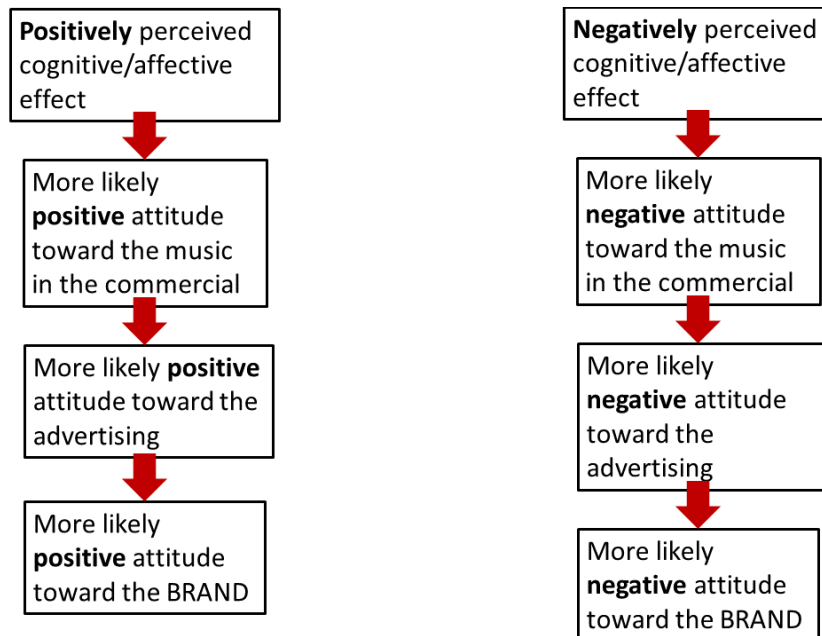 Positively perceived
cognitive/affective
effect
More likely
positive attitude
toward the music
in the commercial
More likely positive
attitude toward the
advertising
More likely
positive attitude
toward the BRAND
Negatively perceived
cognitive/affective
effect
More likely
negative attitude
toward the music
in the commercial
More likely
negative attitude
toward the
advertising
More likely
negative attitude
toward the BRAND